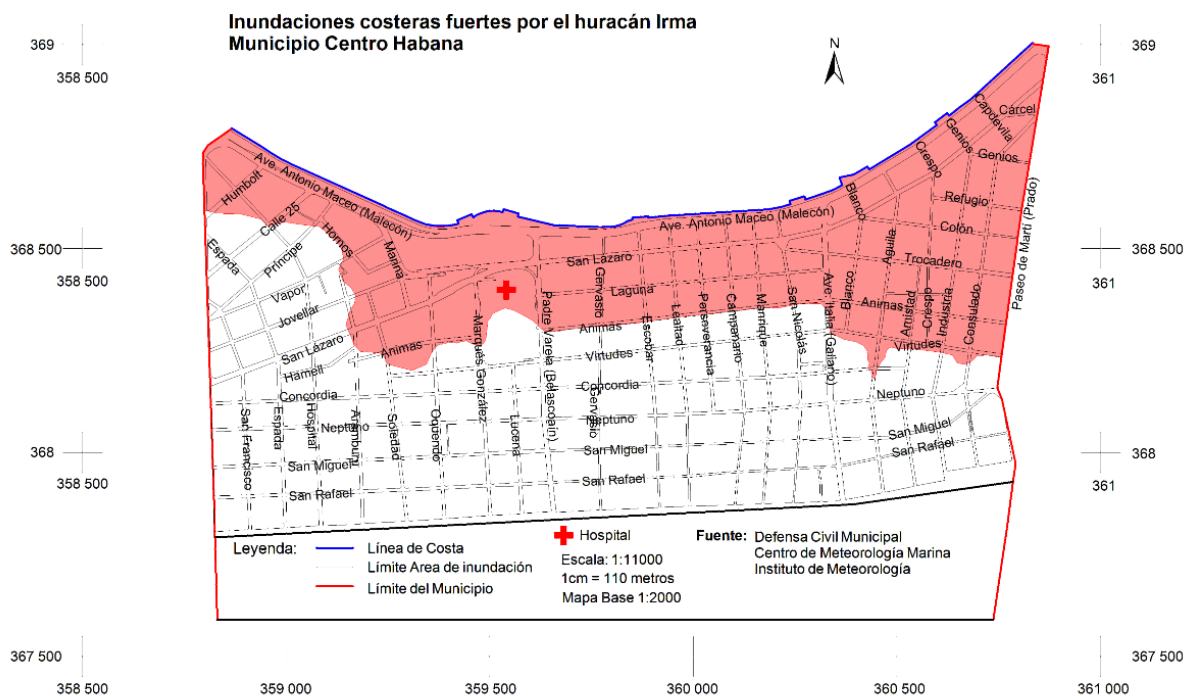 Inundaciones costeras fuertes por el huracán Irma
Municipio Centro Habana
369
358 500
369
361
N
Cárcel
Capdevila
Genios
Genios
Crespo
Ave. Antonio Maceo (Malecón)
Humbolt
Refugio
Blanco
Calle 25
Ave. Antonio Maceo (Malecón)
Colón
Paseo de Martí (Prado)
368 500
358 500
368 500
361
Espada
Príncipe
Hornos
Marina
San Lázaro
Aguila
Trocadero
Vapor
Laguna
Gervasio
Blanco
Animas
Jovellar
Padre Varela (Belascoaín)
Escobar
Lealtad
Perseverancia
Campanario
Manrique
San Nicolás
Ave. Italia (Galiano)
Amistad
Crespo
Industria
Consulado
Marqués González
Animas
San Lázaro
Animas
Virtudes
Virtudes
Hamell
Concordia
Concordia
Neptuno
San Francisco
Espada
Hospital
Aramburu
Soledad
Oquendo
Lucena
Gervasio
Neptuno
Neptuno
San Miguel
San Miguel
San Miguel
San Rafael
San Rafael
San Rafael
368
358 500
368
361
Leyenda:
Línea de Costa
Límite Area de inundación
Límite del Municipio
Hospital
Escala: 1:11000
1cm = 110 metros
Mapa Base 1:2000
Fuente: Defensa Civil Municipal
Centro de Meteorología Marina
Instituto de Meteorología
367 500
358 500
359 000
359 500
360 000
360 500
361 000
367 500